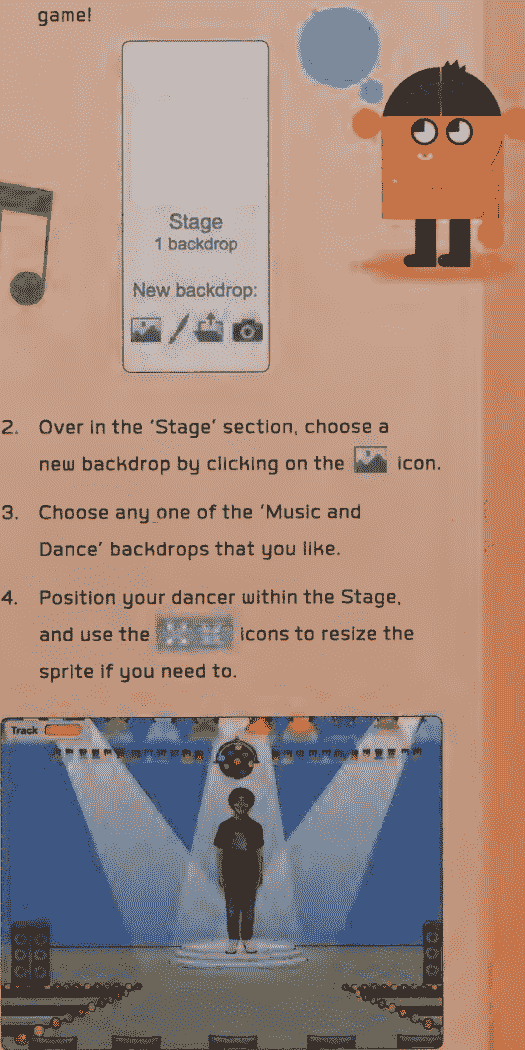 game!
Stage
1 backdrop
New backdrop:
2. Over in the ‘Stage’ section, choose a
new backdrop by clicking on the icon.
3. Choose any one of the ‘Music and
Dance’ backdrops that you like.
4. Position your dancer within the Stage,
and use the icons to resize the
sprite if you need to.
Track